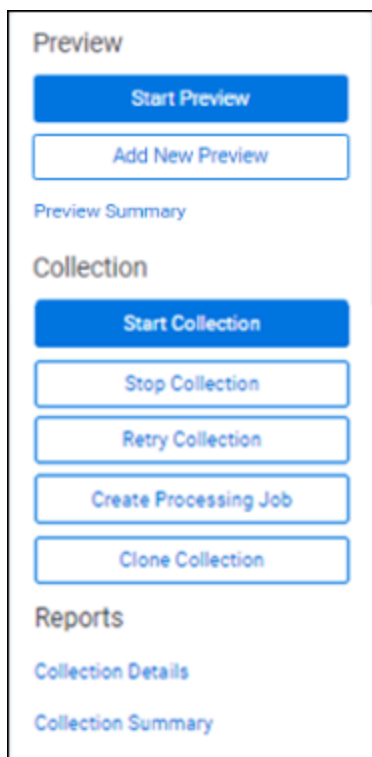 Preview
Start Preview
Add New Preview
Preview Summary
Collection
Start Collection
Stop Collection
Retry Collection
Create Processing Job
Clone Collection
Reports
Collection Details
Collection Summary